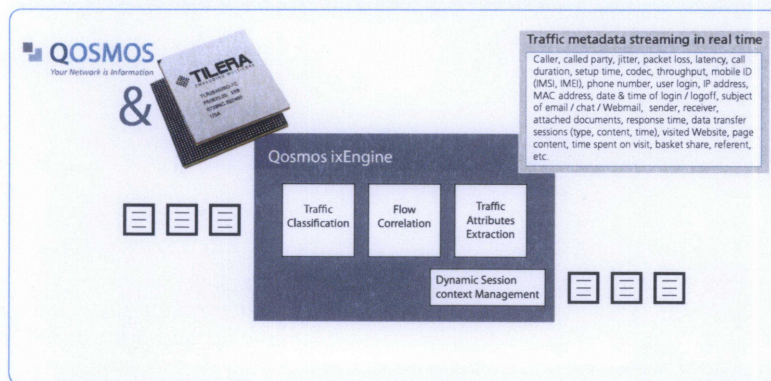 QOSMOS
Your Network is Information
&
TILERA
Traffic metadata streaming in real time
Caller, called party, jitter, packet loss, latency, call
duration, setup time, codec, throughput, mobile ID
(IMSI, IMEI), phone number, user login, IP address,
MAC address, date & time of login / logoff, subject
of email / chat / Webmail, sender, receiver,
attached documents, response time, data transfer
sessions (type, content, time), visited Website, page
content, time spent on visit, basket share, referent,
etc.
Qosmos ixEngine
Traffic
Classification
Flow
Correlation
Traffic
Attributes
Extraction
Dynamic Session
context Management